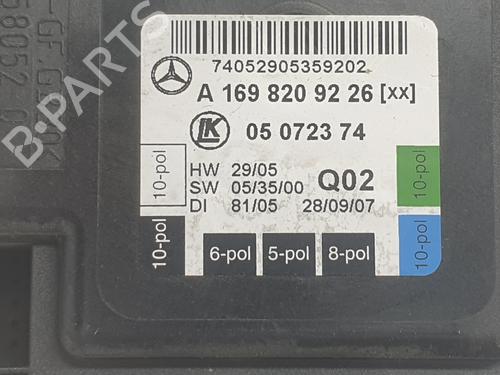 74052905359202
A 169 820 92 26 [xx]
LK 05 0723 74
HW 29/05
SW 05/35/00
Q02
DI 81/05 28/09/07
10-pol
10-pol
6-pol
5-pol
8-pol
10-pol
10-pol
B-PARTS